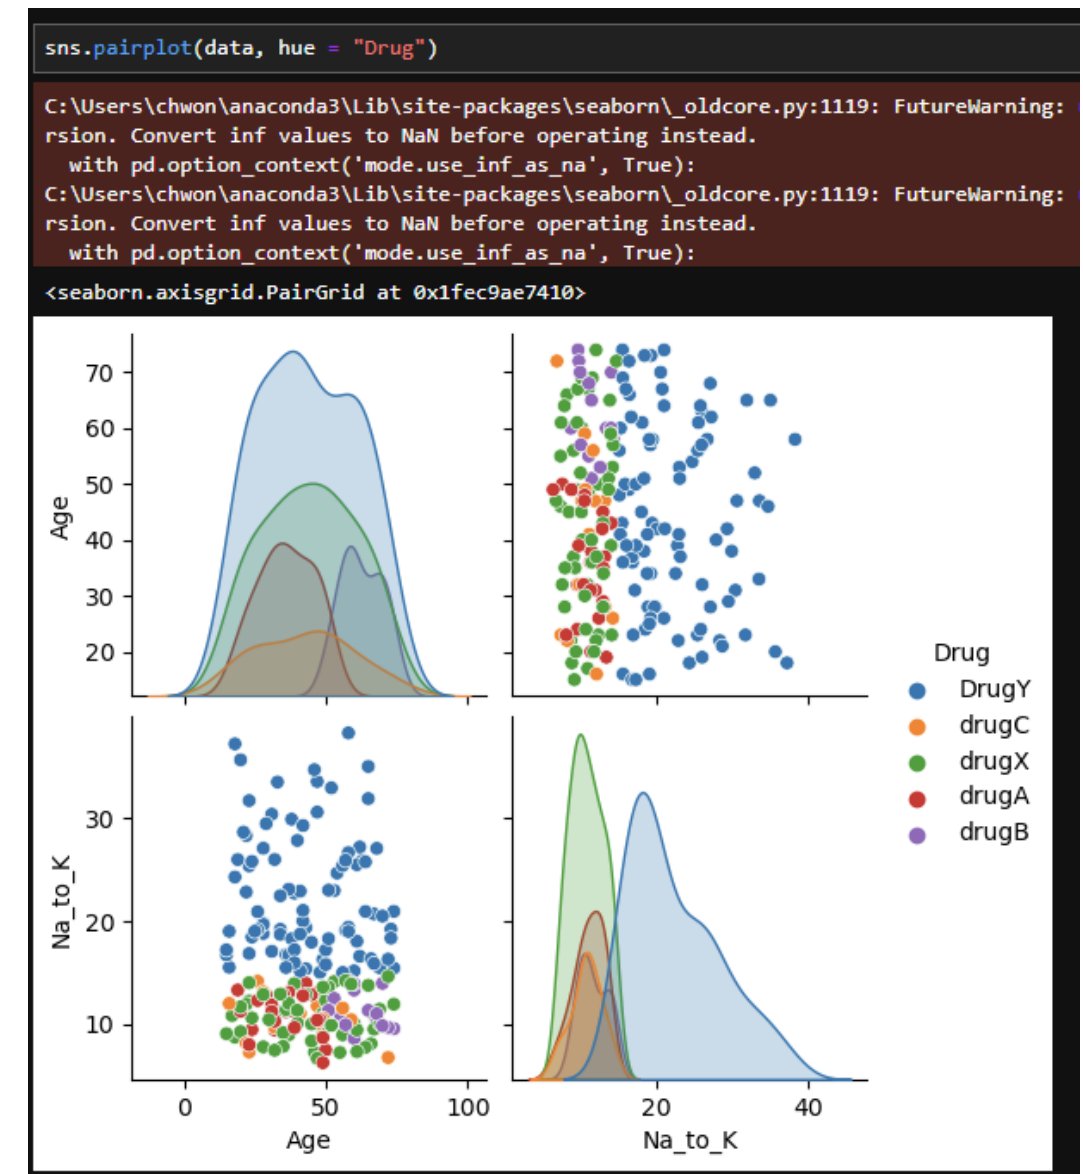 sns.pairplot(data, hue = "Drug")
C:\Users\chwon\anaconda3\Lib\site-packages\seaborn\_oldcore.py:1119: FutureWarning:
rsion. Convert inf values to NaN before operating instead.
  with pd.option_context('mode.use_inf_as_na', True):
C:\Users\chwon\anaconda3\Lib\site-packages\seaborn\_oldcore.py:1119: FutureWarning:
rsion. Convert inf values to NaN before operating instead.
  with pd.option_context('mode.use_inf_as_na', True):
<seaborn.axisgrid.PairGrid at 0x1fec9ae7410>
70
60
50
40
30
20
Age
Drug
DrugY
drugC
drugX
drugA
drugB
30
20
10
Na_to_K
0 50 100
Age
20 40
Na_to_K